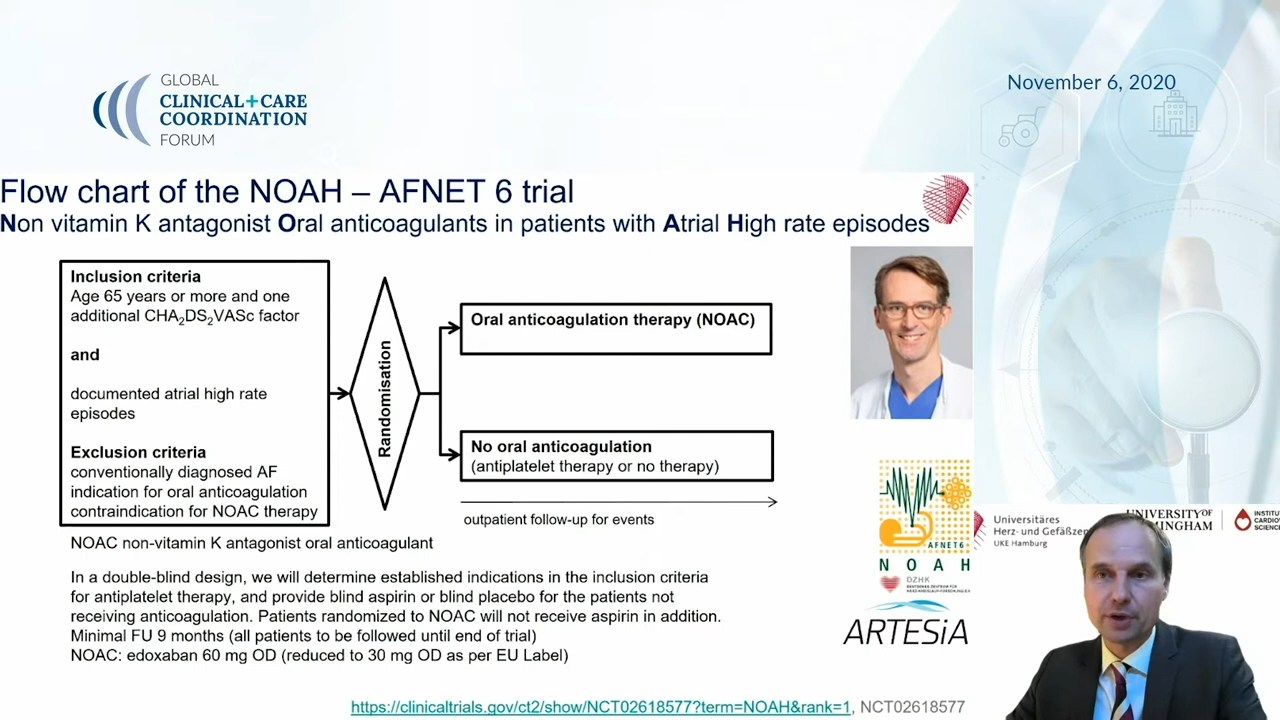 GLOBAL
CLINICAL+CARE
COORDINATION
FORUM
November 6, 2020
Flow chart of the NOAH – AFNET 6 trial
Non vitamin K antagonist Oral anticoagulants in patients with Atrial High rate episodes
Inclusion criteria
Age 65 years or more and one
additional CHA2DS2VASc factor
and
documented atrial high rate
episodes
Exclusion criteria
conventionally diagnosed AF
indication for oral anticoagulation
contraindication for NOAC therapy
Randomisation
Oral anticoagulation therapy (NOAC)
No oral anticoagulation
(antiplatelet therapy or no therapy)
outpatient follow-up for events
NOAC non-vitamin K antagonist oral anticoagulant
In a double-blind design, we will determine established indications in the inclusion criteria
for antiplatelet therapy, and provide blind aspirin or blind placebo for the patients not
receiving anticoagulation. Patients randomized to NOAC will not receive aspirin in addition.
Minimal FU 9 months (all patients to be followed until end of trial)
NOAC: edoxaban 60 mg OD (reduced to 30 mg OD as per EU Label)
AFNET6
NOAH
DZHK
ARTESiA
Universitäres
Herz- und Gefäßzen
UKE Hamburg
UNIVERSITY OF
MINGHAM
INSTIT
CARDIOV
SCIENC
https://clinicaltrials.gov/ct2/show/NCT02618577?term=NOAH&rank=1, NCT02618577